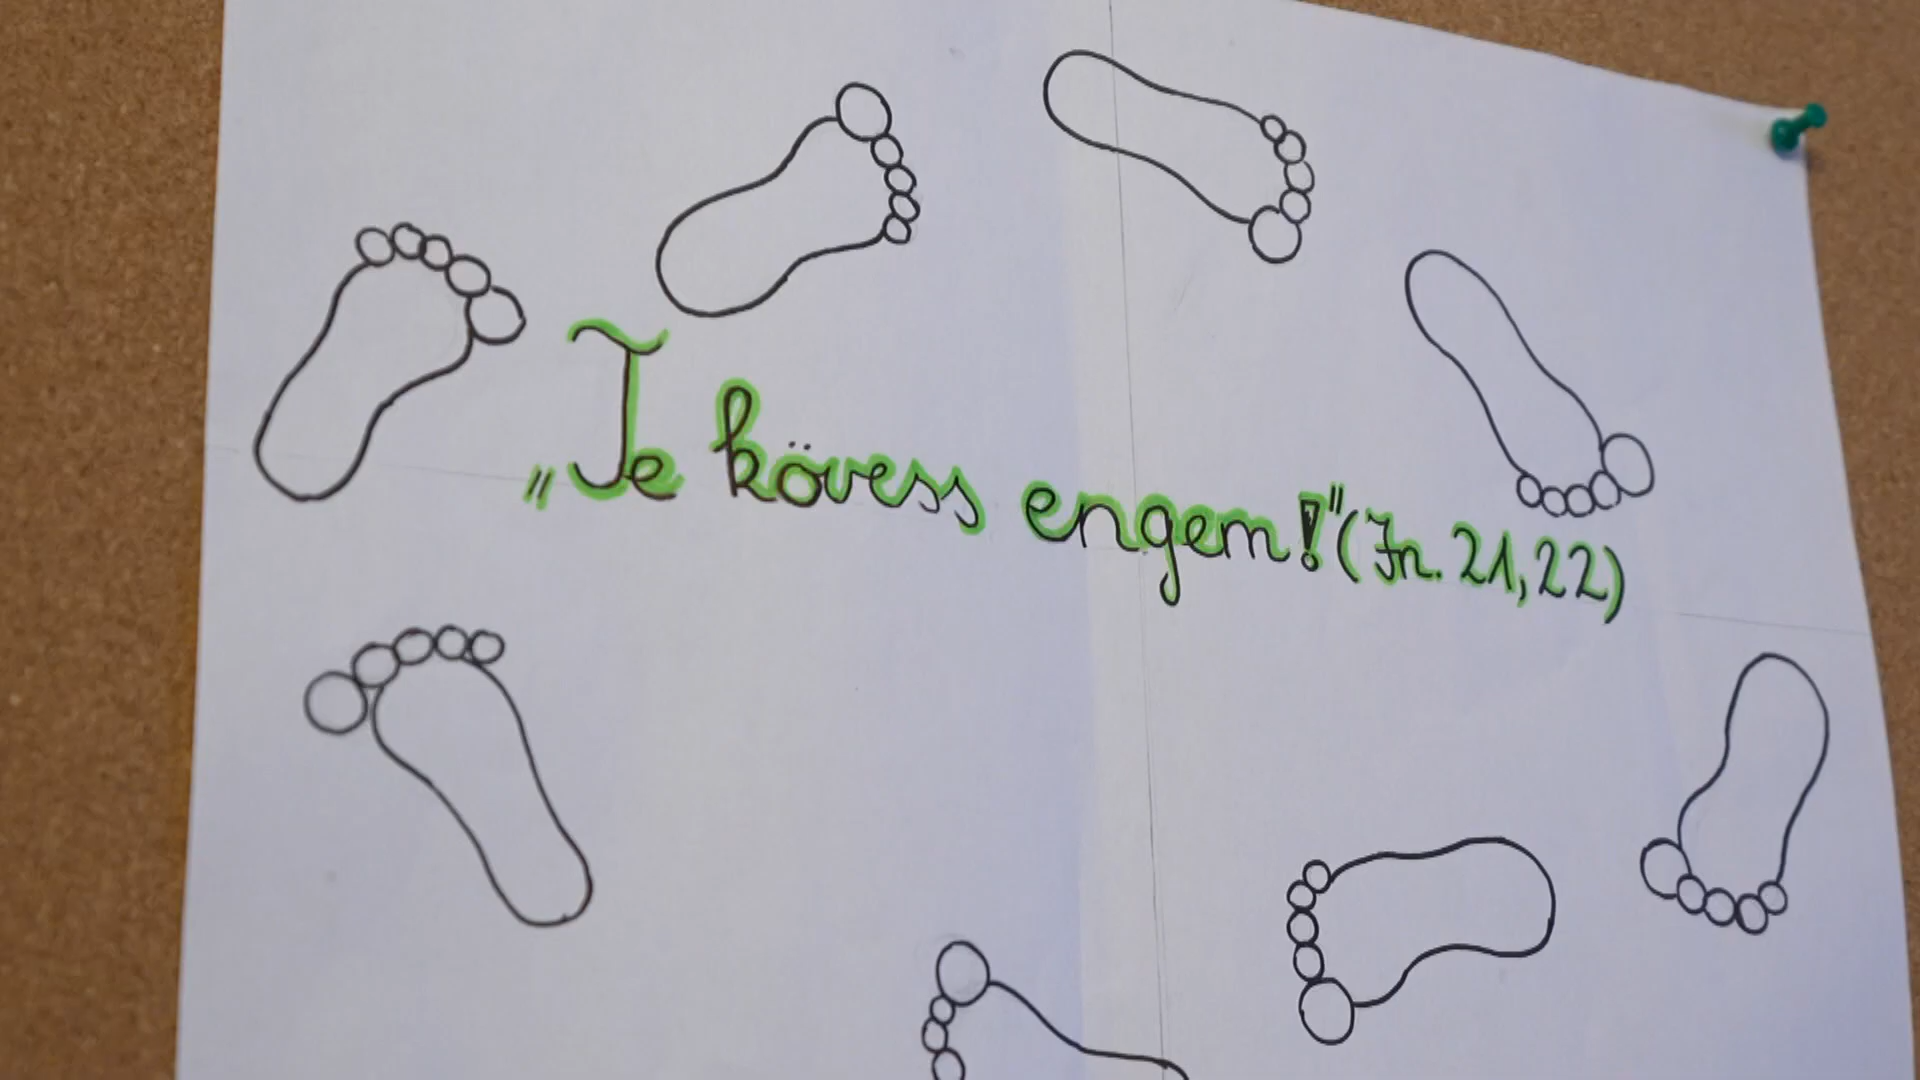 „Te kövess engem!" (Jn. 21,22)